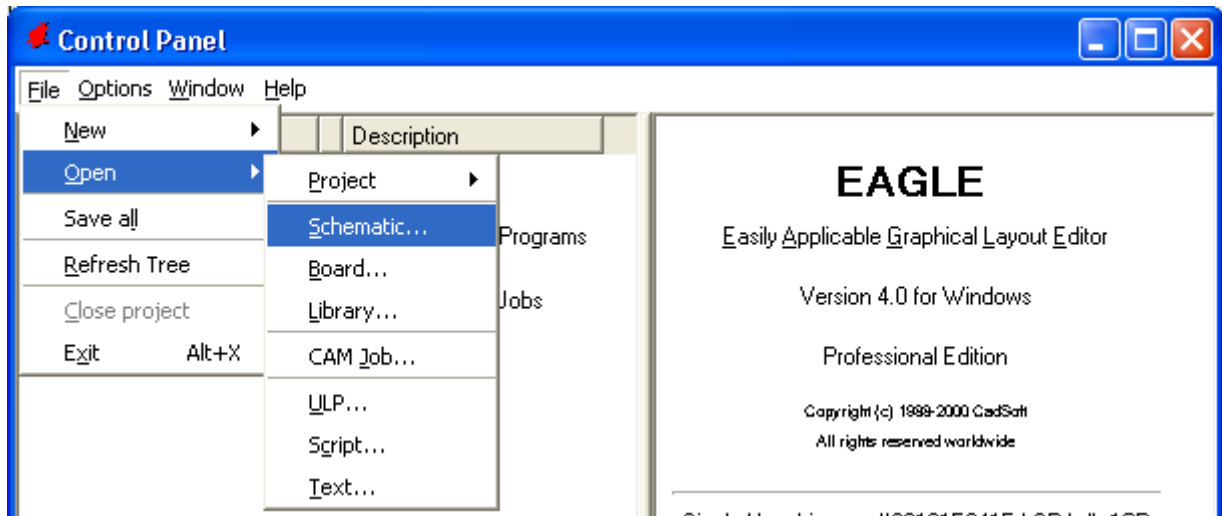 Control Panel
File Options Window Help
New
Open
Save all
Refresh Tree
Close project
Exit Alt+X
Description
Project
Schematic...
Board...
Library...
CAM Job...
ULP...
Script...
Text...
Programs
Jobs
EAGLE
Easily Applicable Graphical Layout Editor
Version 4.0 for Windows
Professional Edition
Copyright (c) 1999-2000 CadSoft
All rights reserved worldwide